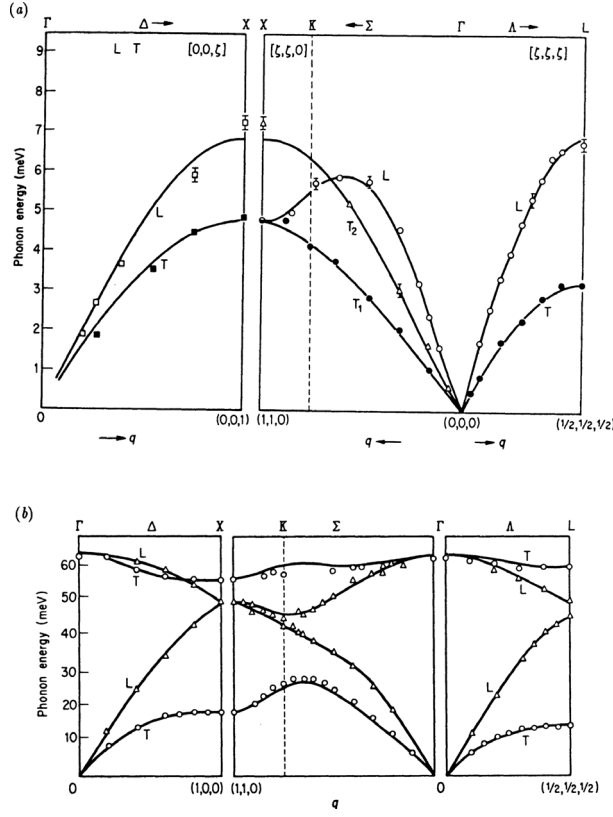 (a)
Γ Δ → X X K ← Σ Γ Λ → L
L T [0,0,ζ] [ζ,ζ,0] [ζ,ζ,ζ]
Phonon energy (meV)
9
8
7
6
5
4
3
2
1
0
L
T
L
T₂
T₁
L
T
(0,0,1) (1,1,0) (0,0,0) (1/2,1/2,1/2)
→ q q ← → q
(b)
Γ Δ X K Σ Γ Λ L
Phonon energy (meV)
60
50
40
30
20
10
0
L
T
L
T
T
L
L
T
0 (1,0,0) (1,1,0) 0 (1/2,1/2,1/2)
q